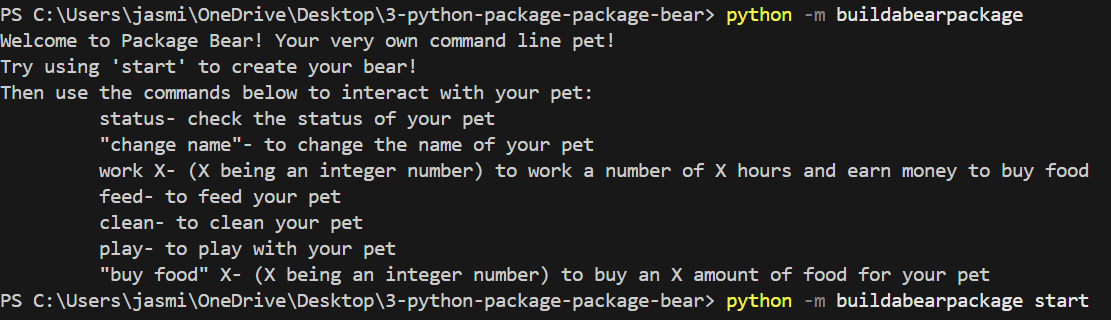 PS C:\Users\jasmi\OneDrive\Desktop\3-python-package-package-bear> python -m buildabearpackage
Welcome to Package Bear! Your very own command line pet!
Try using 'start' to create your bear!
Then use the commands below to interact with your pet:
        status- check the status of your pet
        "change name"- to change the name of your pet
        work X- (X being an integer number) to work a number of X hours and earn money to buy food
        feed- to feed your pet
        clean- to clean your pet
        play- to play with your pet
        "buy food" X- (X being an integer number) to buy an X amount of food for your pet
PS C:\Users\jasmi\OneDrive\Desktop\3-python-package-package-bear> python -m buildabearpackage start